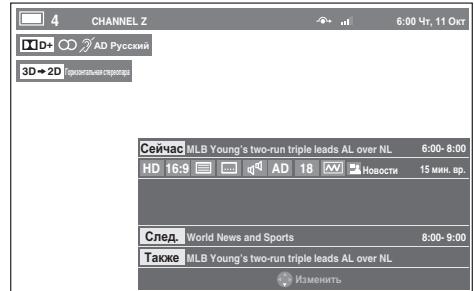 4 CHANNEL Z 6:00 Чт, 11 Окт
D+ AD Русский
3D➔2D Горизонтальная стереопара
Сейчас MLB Young's two-run triple leads AL over NL 6:00- 8:00
HD 16:9 AD 18 Новости 15 мин. вр.
След. World News and Sports 8:00- 9:00
Также MLB Young's two-run triple leads AL over NL
Изменить